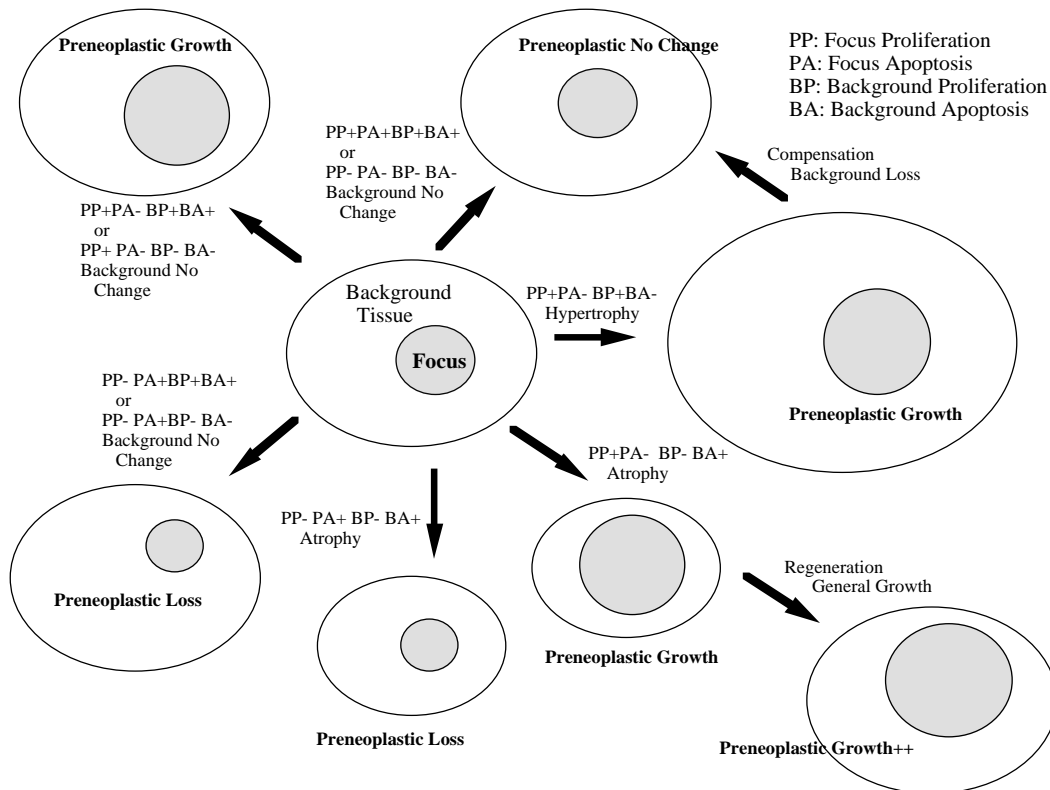 Preneoplastic Growth
Preneoplastic No Change
PP: Focus Proliferation
PA: Focus Apoptosis
BP: Background Proliferation
BA: Background Apoptosis
PP+PA+BP+BA+
or
PP- PA- BP- BA-
Background No
Change
Compensation
Background Loss
PP+PA- BP+BA+
or
PP+ PA- BP- BA-
Background No
Change
Background
Tissue
Focus
PP+PA- BP+BA-
Hypertrophy
Preneoplastic Growth
PP- PA+BP+BA+
or
PP- PA+BP- BA-
Background No
Change
Preneoplastic Loss
PP- PA+ BP- BA+
Atrophy
Preneoplastic Loss
PP+PA- BP- BA+
Atrophy
Preneoplastic Growth
Regeneration
General Growth
Preneoplastic Growth++